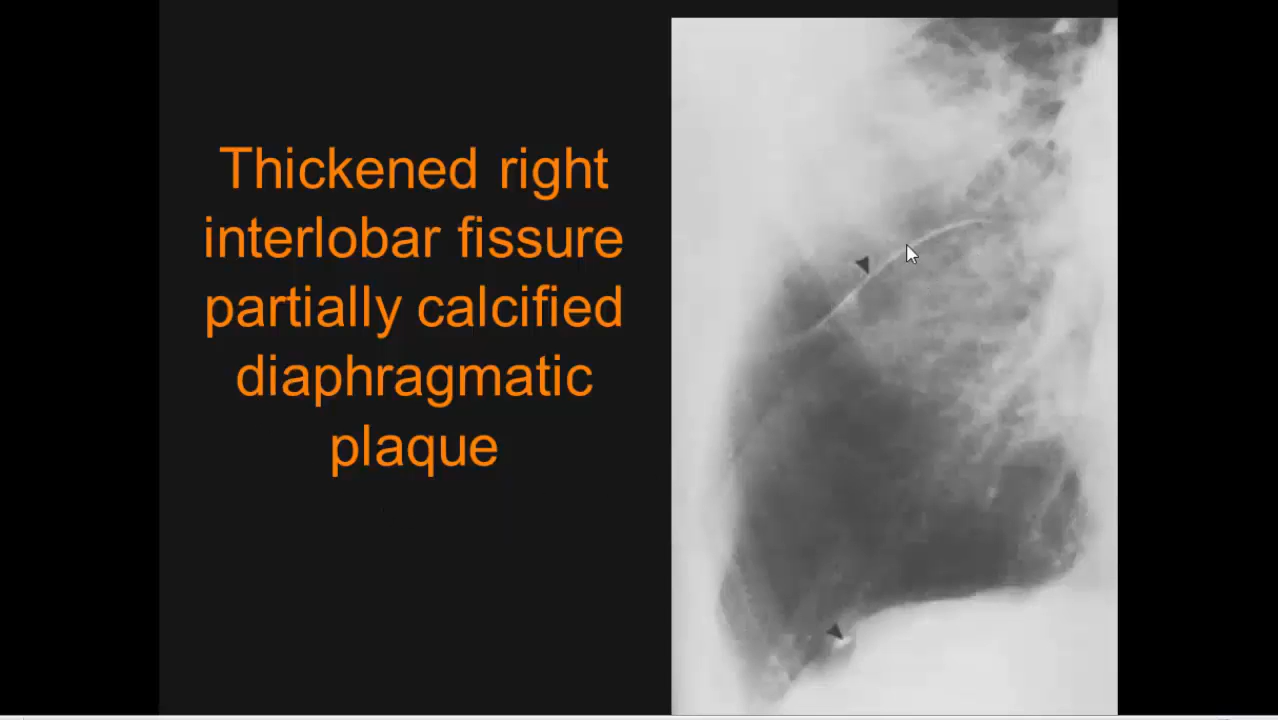 Thickened right
interlobar fissure
partially calcified
diaphragmatic
plaque